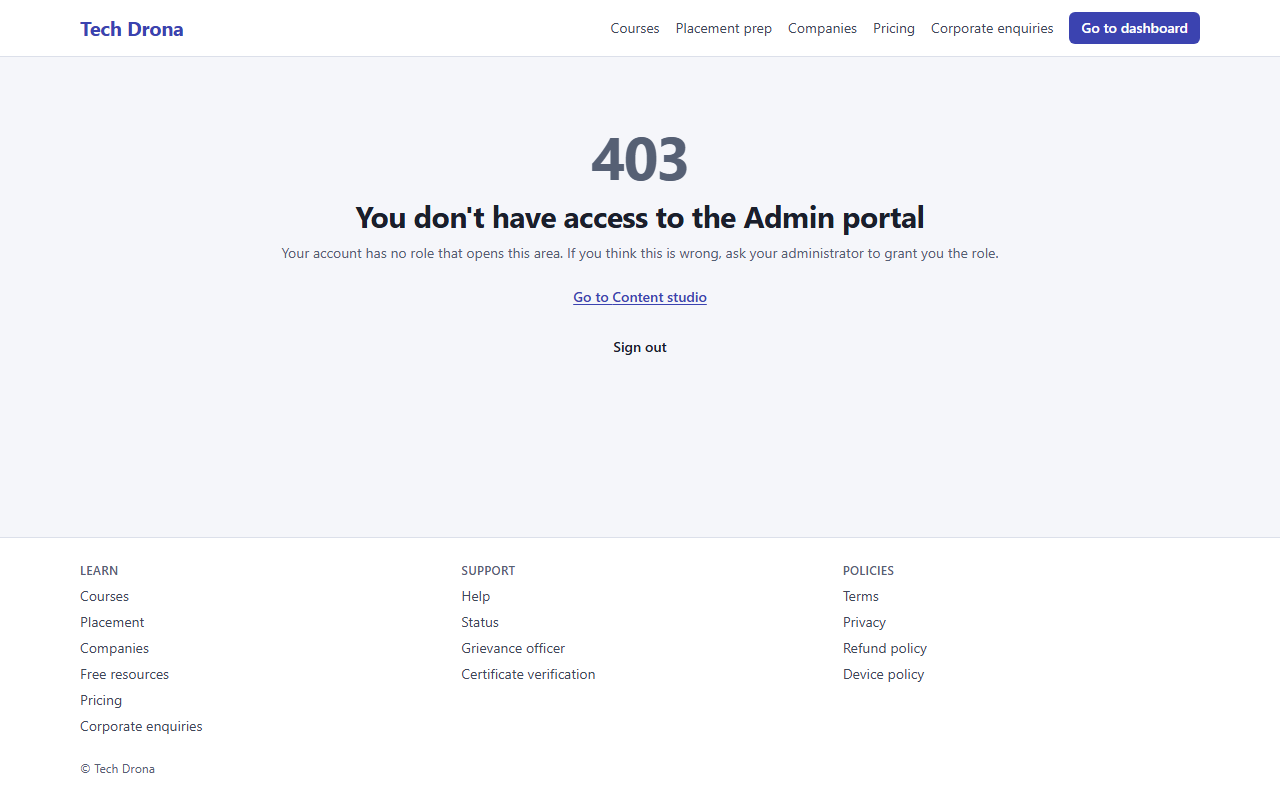 Tech Drona
Courses
Placement prep
Companies
Pricing
Corporate enquiries
Go to dashboard
403
You don't have access to the Admin portal
Your account has no role that opens this area. If you think this is wrong, ask your administrator to grant you the role.
Go to Content studio
Sign out
LEARN
Courses
Placement
Companies
Free resources
Pricing
Corporate enquiries
SUPPORT
Help
Status
Grievance officer
Certificate verification
POLICIES
Terms
Privacy
Refund policy
Device policy
© Tech Drona